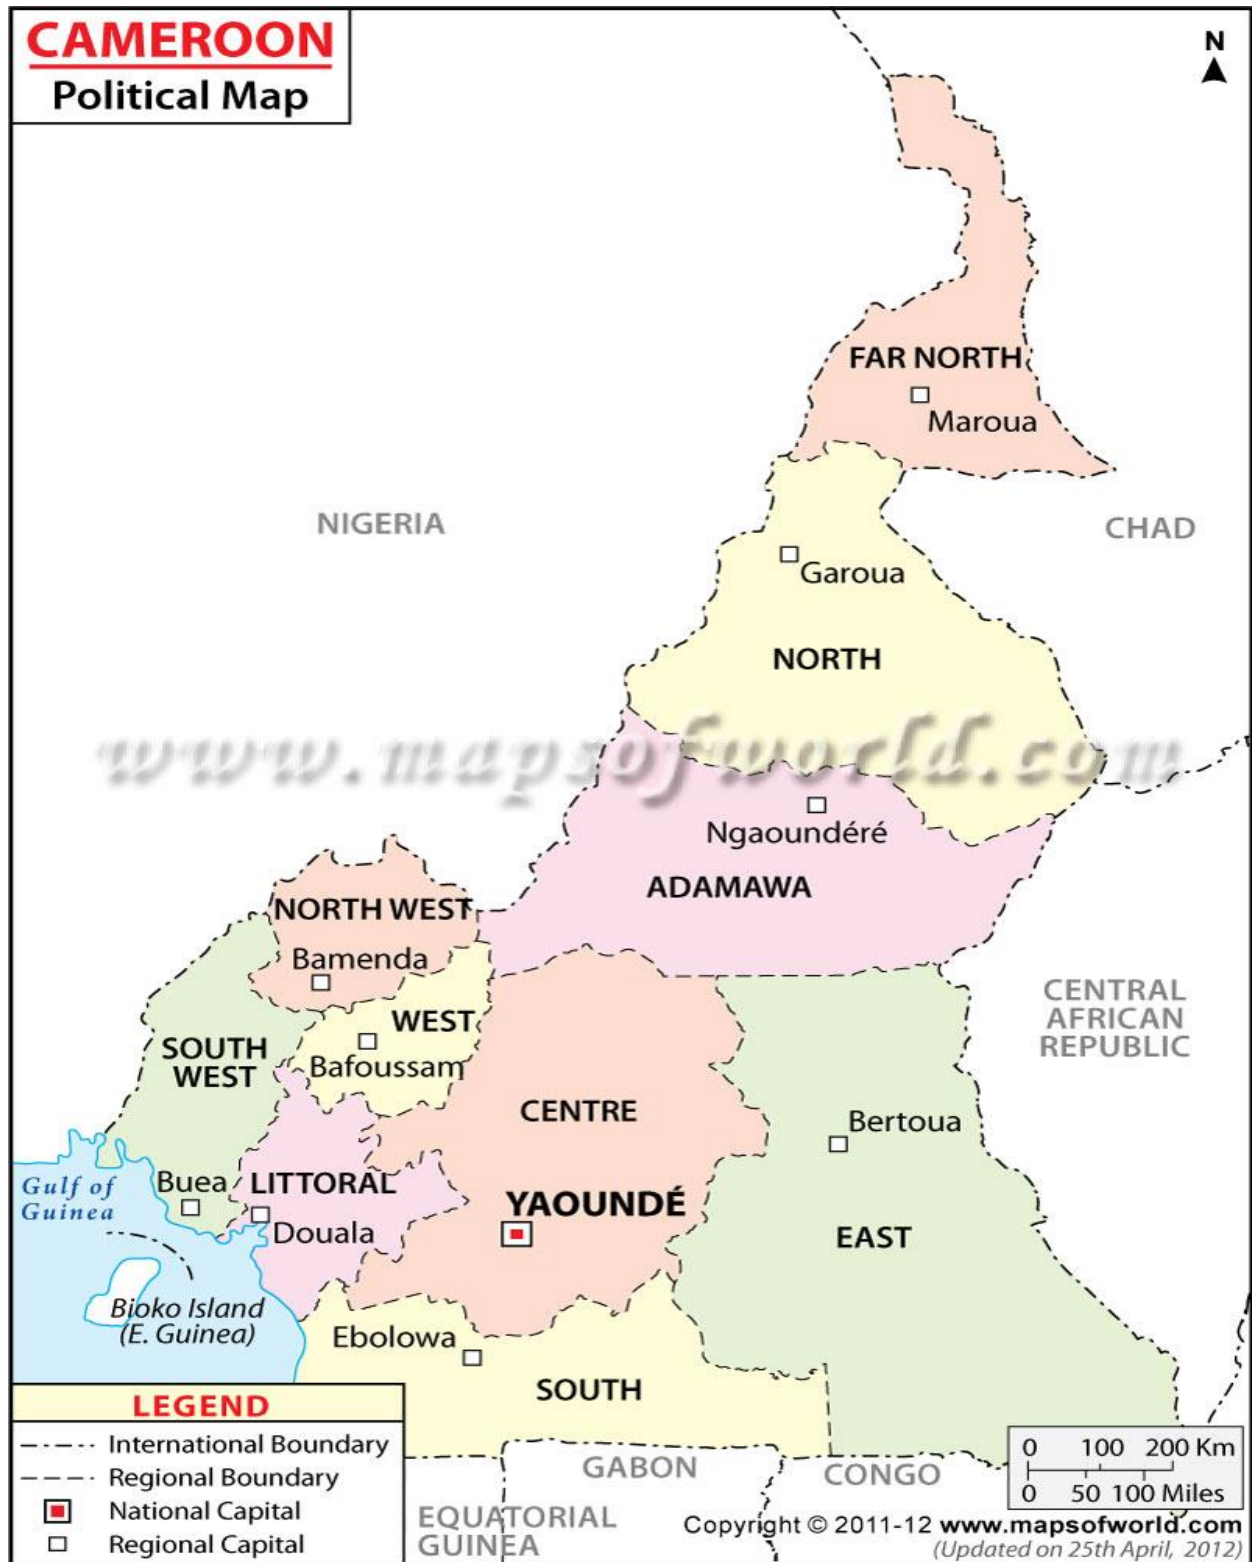 CAMEROON
Political Map
N
FAR NORTH
Maroua
NIGERIA
CHAD
Garoua
NORTH
www.mapsofworld.com
Ngaoundéré
ADAMAWA
NORTH WEST
Bamenda
CENTRAL
AFRICAN
REPUBLIC
WEST
SOUTH
WEST
Bafoussam
CENTRE
Bertoua
Gulf of
Guinea
Buea
LITTORAL
YAOUNDÉ
Douala
EAST
Bioko Island
(E. Guinea)
Ebolowa
SOUTH
LEGEND
International Boundary
Regional Boundary
National Capital
Regional Capital
GABON
CONGO
EQUATORIAL
GUINEA
0 100 200 Km
0 50 100 Miles
Copyright © 2011-12 www.mapsofworld.com
(Updated on 25th April, 2012)